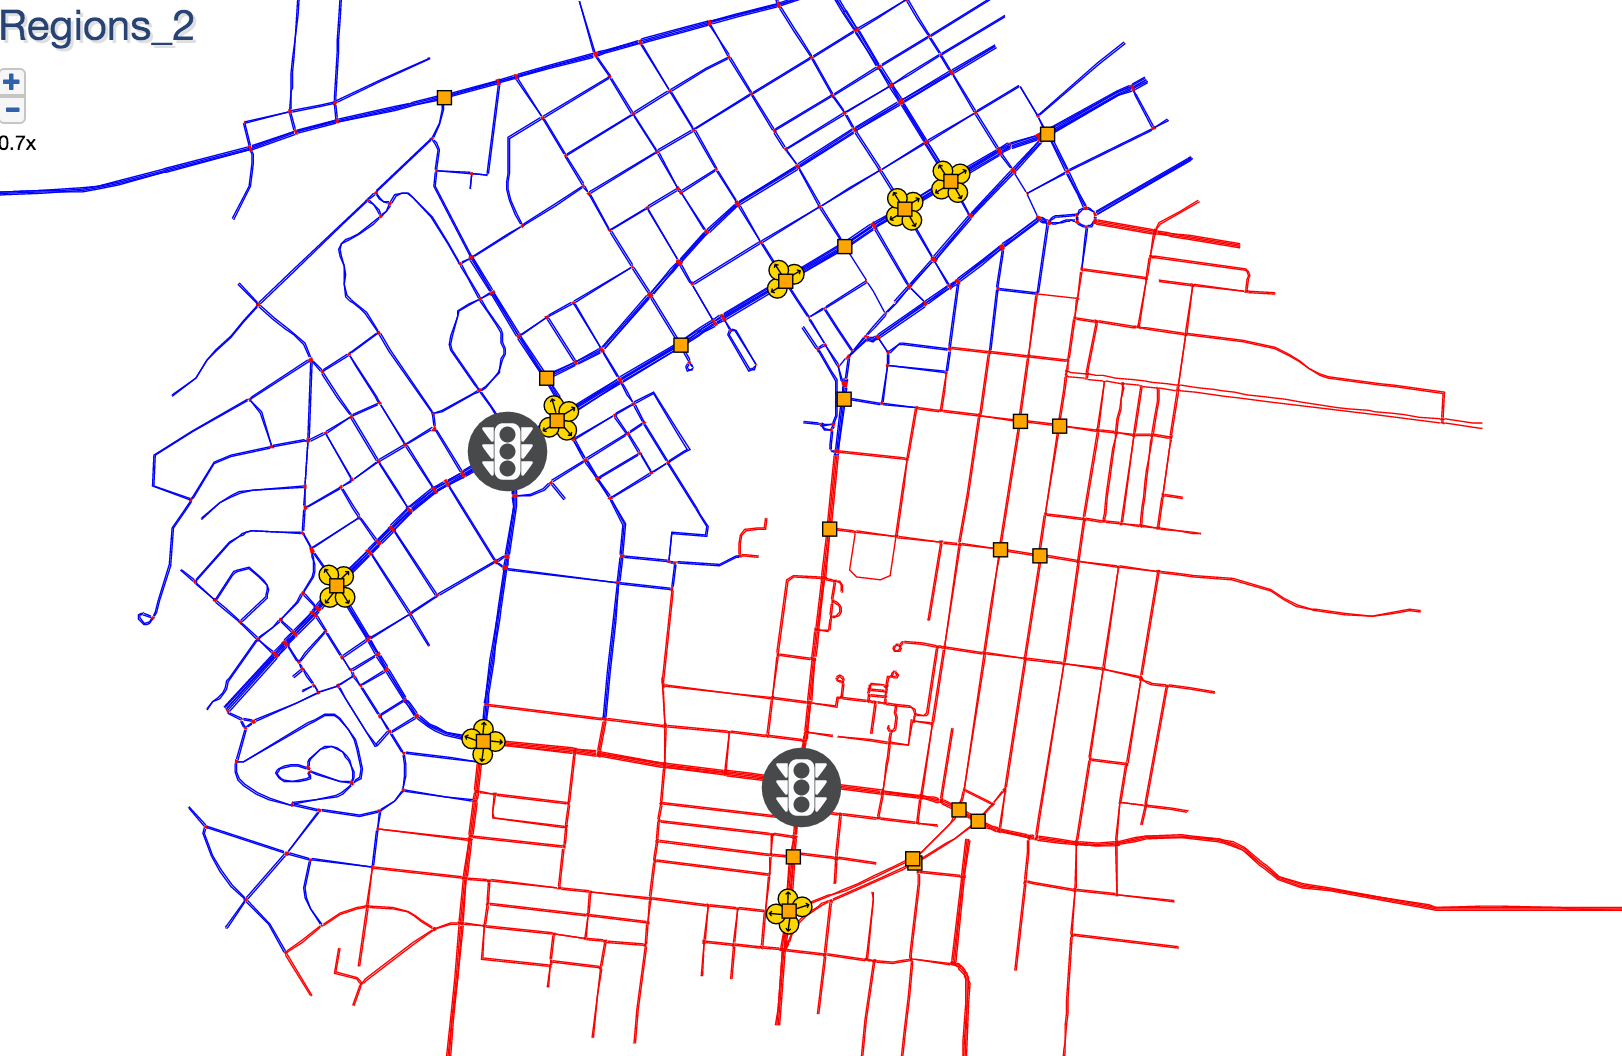 Regions_2
+
−
0.7x